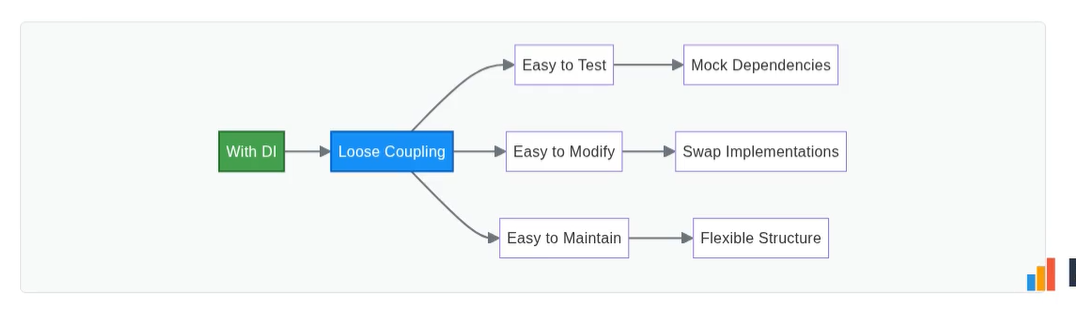 Easy to Test
Mock Dependencies
With DI
Loose Coupling
Easy to Modify
Swap Implementations
Easy to Maintain
Flexible Structure